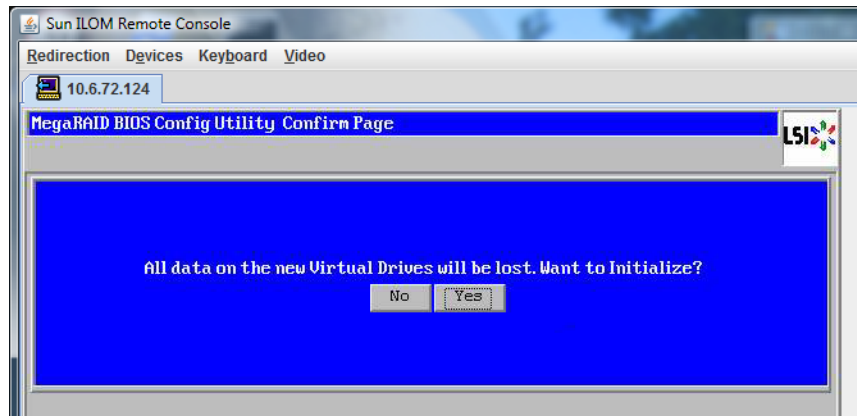 Sun ILOM Remote Console
Redirection Devices Keyboard Video
10.6.72.124
MegaRAID BIOS Config Utility Confirm Page
LSI
All data on the new Virtual Drives will be lost. Want to Initialize?
No Yes